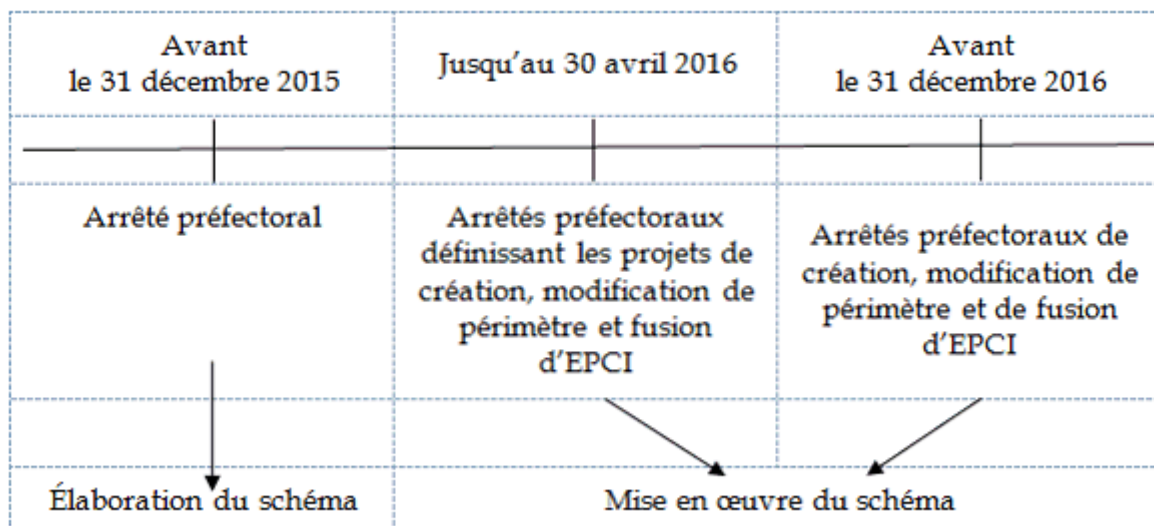 Avant
le 31 décembre 2015
Jusqu’au 30 avril 2016
Avant
le 31 décembre 2016
Arrêté préfectoral
Arrêtés préfectoraux
définissant les projets de
création, modification de
périmètre et fusion
d’EPCI
Arrêtés préfectoraux de
création, modification de
périmètre et de fusion
d’EPCI
Élaboration du schéma
Mise en œuvre du schéma